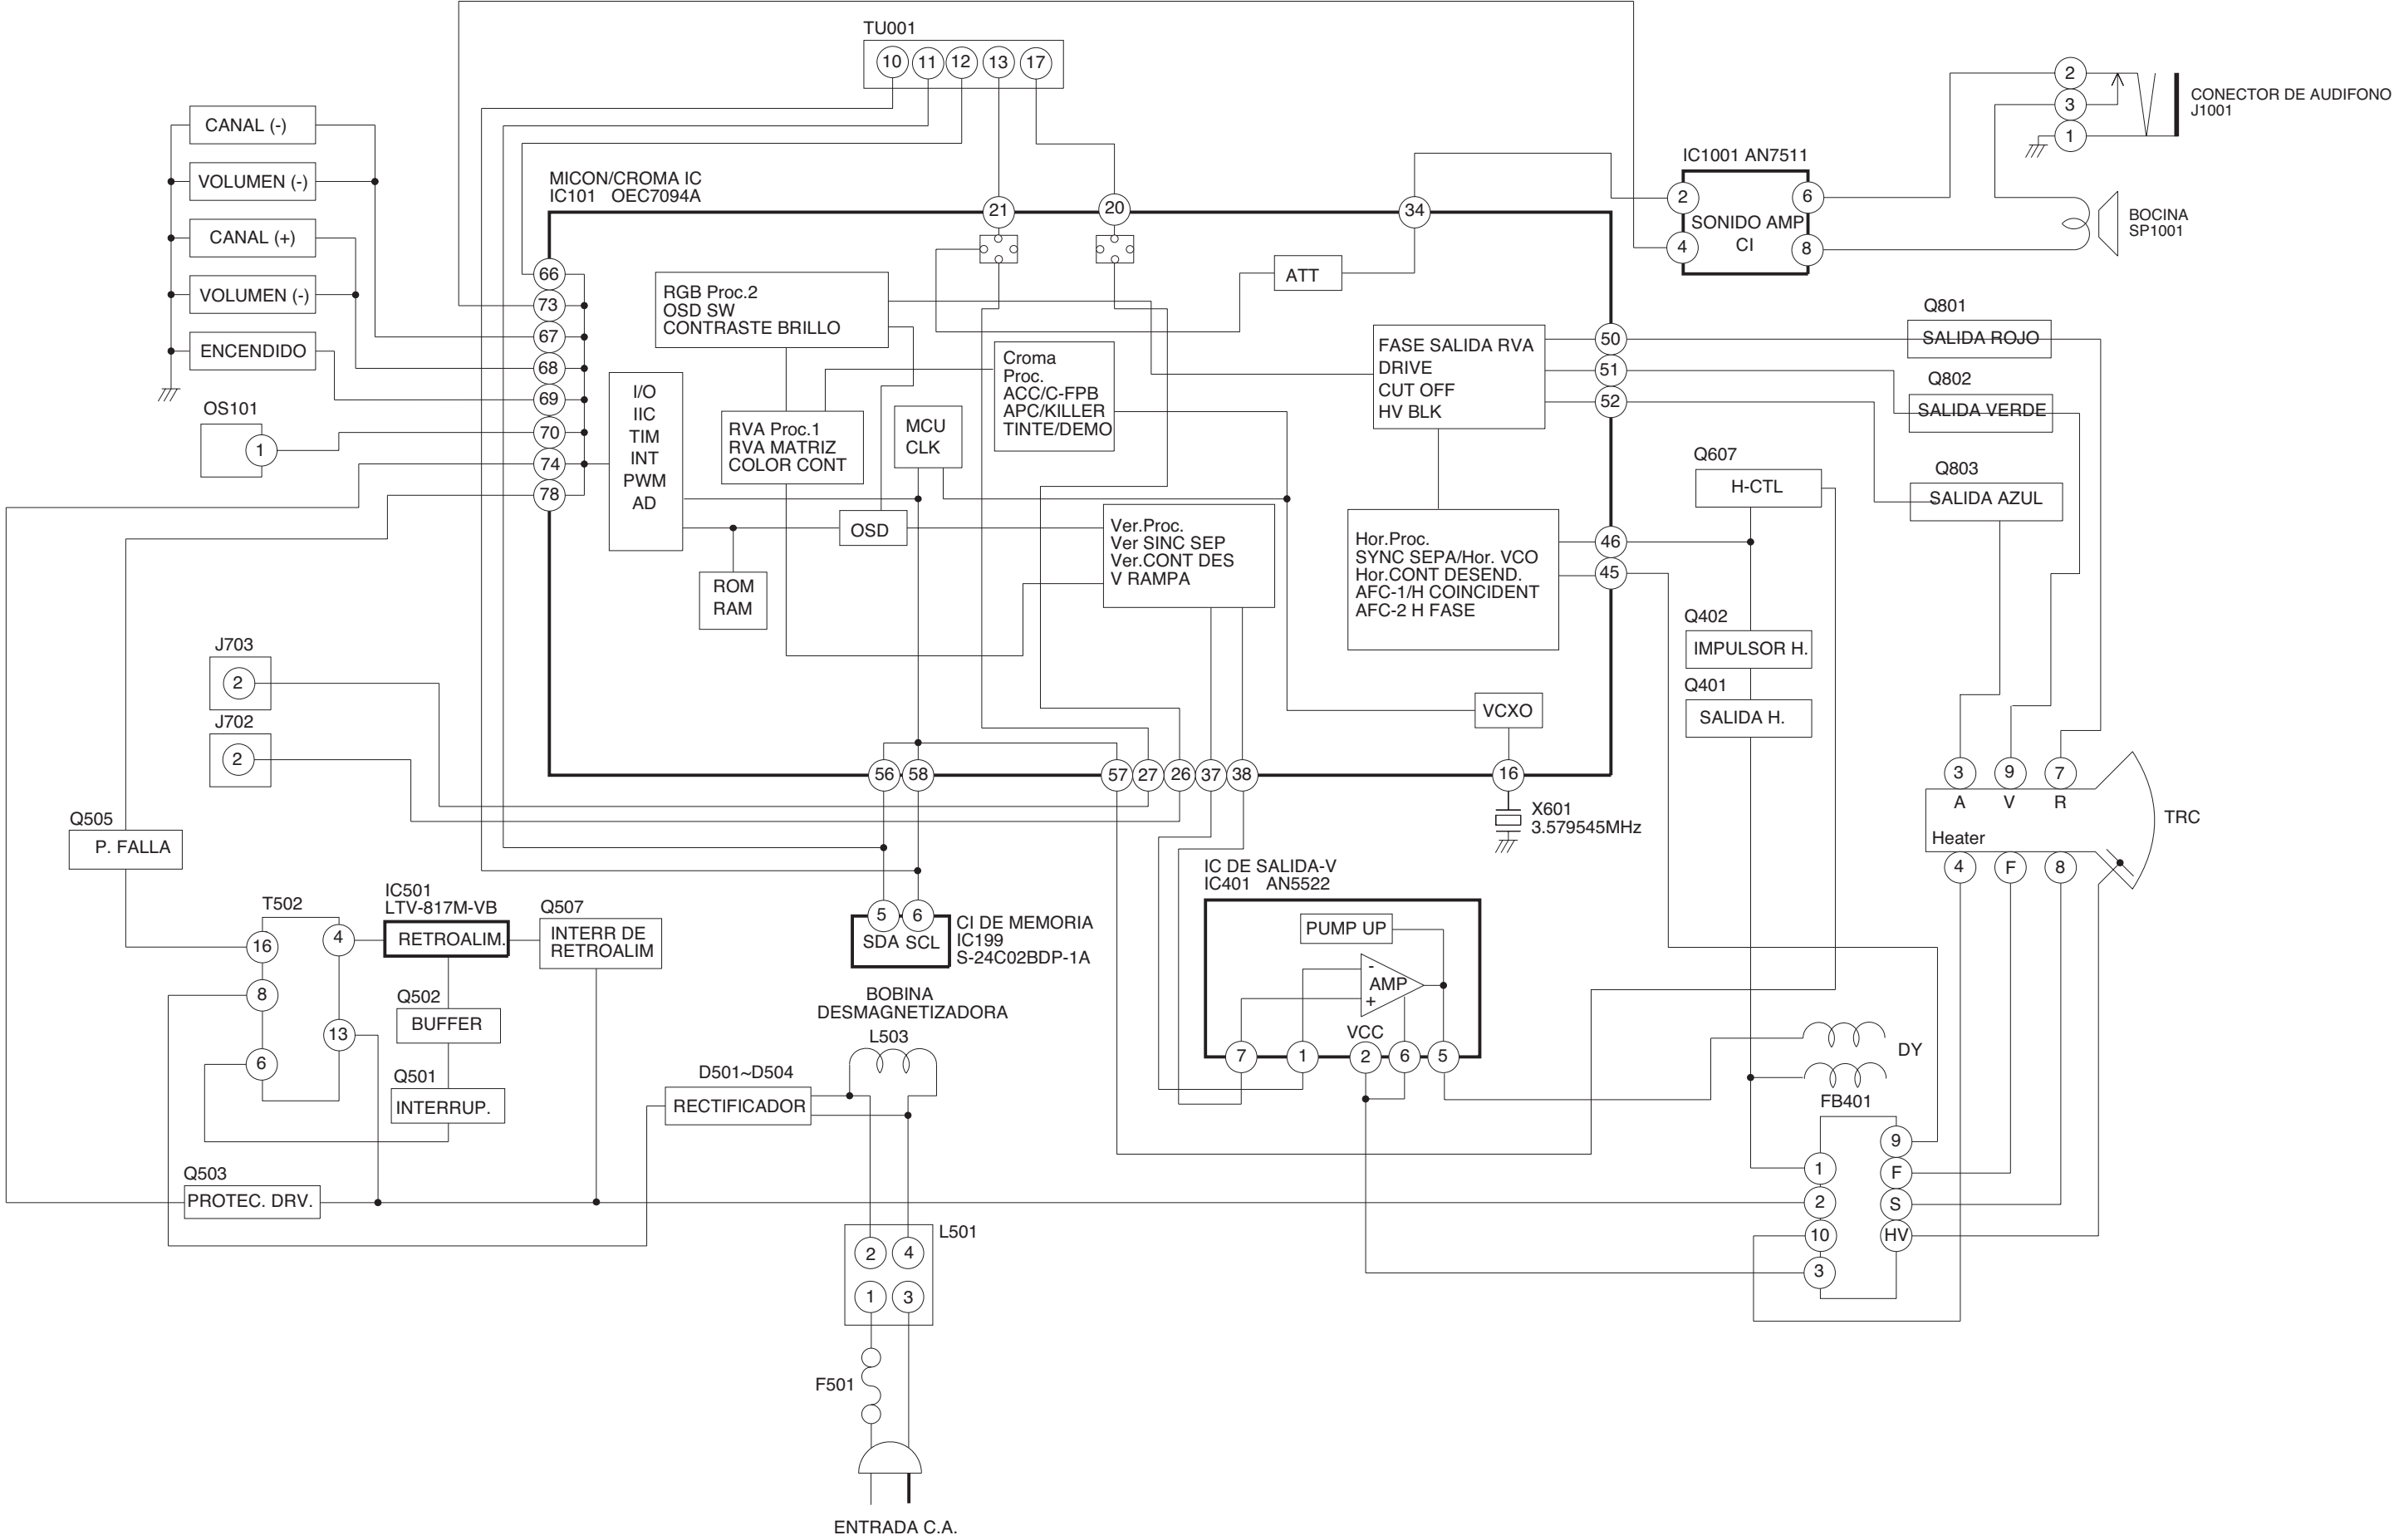 TU001
10 11 12 13 17
CANAL (-)
VOLUMEN (-)
CANAL (+)
VOLUMEN (-)
ENCENDIDO
OS101
1
MICON/CROMA IC
IC101 OEC7094A
21
20
34
66
73
67
68
69
70
74
78
I/O
IIC
TIM
INT
PWM
AD
RGB Proc.2
OSD SW
CONTRASTE BRILLO
RVA Proc.1
RVA MATRIZ
COLOR CONT
MCU
CLK
Croma
Proc.
ACC/C-FPB
APC/KILLER
TINTE/DEMO
ATT
OSD
ROM
RAM
Ver.Proc.
Ver SINC SEP
Ver.CONT DES
V RAMPA
FASE SALIDA RVA
DRIVE
CUT OFF
HV BLK
Hor.Proc.
SYNC SEPA/Hor. VCO
Hor.CONT DESEND.
AFC-1/H COINCIDENT
AFC-2 H FASE
VCXO
50
51
52
46
45
56 58 57 27 26 37 38 16
X601
3.579545MHz
IC1001 AN7511
SONIDO AMP
CI
2
4
6
8
2
3
1
CONECTOR DE AUDIFONO
J1001
BOCINA
SP1001
Q801
SALIDA ROJO
Q802
SALIDA VERDE
Q803
SALIDA AZUL
Q607
H-CTL
Q402
IMPULSOR H.
Q401
SALIDA H.
3 9 7
A V R
Heater
TRC
4 F 8
J703
2
J702
2
Q505
P. FALLA
T502
16
8
6
4
13
IC501
LTV-817M-VB
RETROALIM.
Q507
INTERR DE
RETROALIM
Q502
BUFFER
Q501
INTERRUP.
Q503
PROTEC. DRV.
5 6
SDA SCL
CI DE MEMORIA
IC199
S-24C02BDP-1A
BOBINA
DESMAGNETIZADORA
L503
D501~D504
RECTIFICADOR
IC DE SALIDA-V
IC401 AN5522
PUMP UP
-
AMP
+
VCC
7 1 2 6 5
DY
FB401
1
2
10
3
9
F
S
HV
L501
2 4
1 3
F501
ENTRADA C.A.